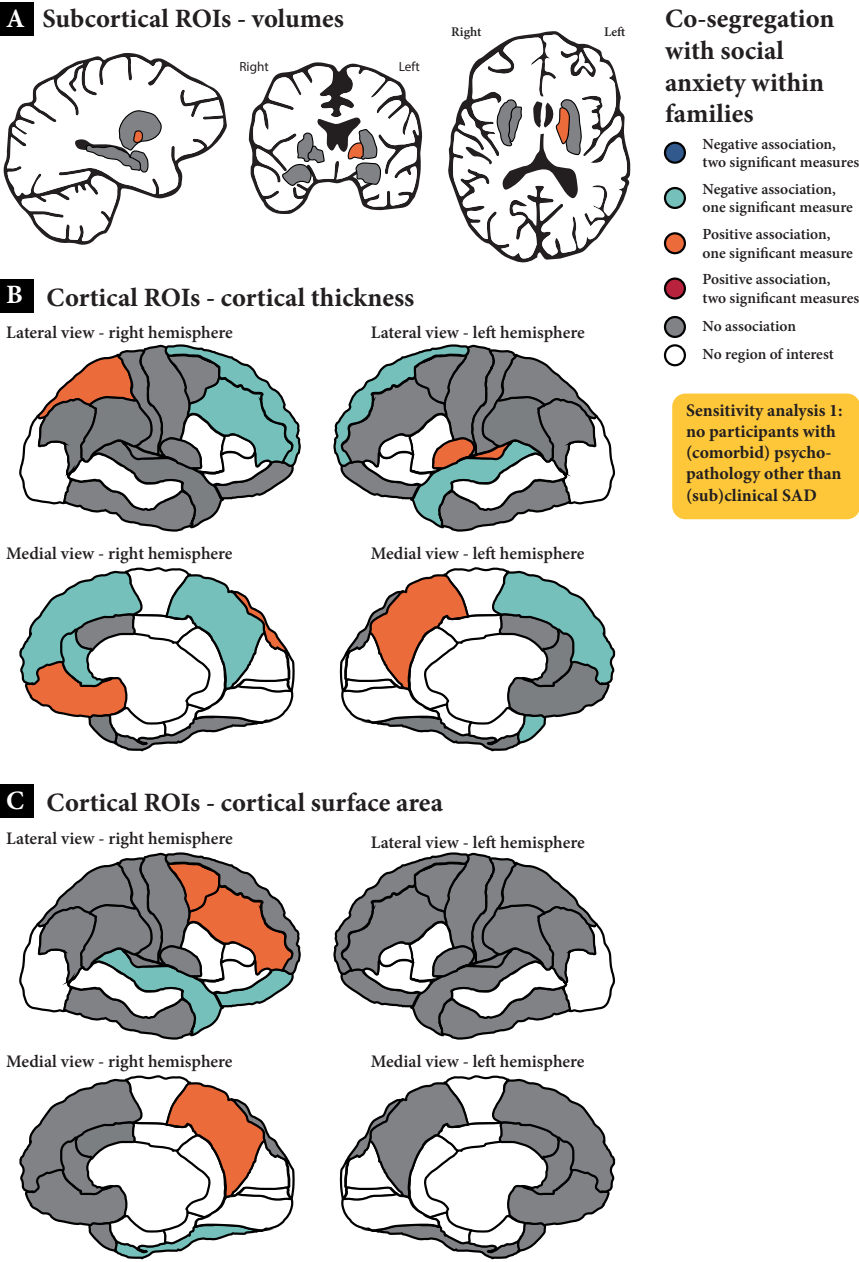 A Subcortical ROIs - volumes
Right
Left
Right
Left
Co-segregation
with social
anxiety within
families
Negative association,
two significant measures
Negative association,
one significant measure
Positive association,
one significant measure
Positive association,
two significant measures
No association
No region of interest
Sensitivity analysis 1:
no participants with
(comorbid) psycho-
pathology other than
(sub)clinical SAD
B Cortical ROIs - cortical thickness
Lateral view - right hemisphere
Lateral view - left hemisphere
Medial view - right hemisphere
Medial view - left hemisphere
C Cortical ROIs - cortical surface area
Lateral view - right hemisphere
Lateral view - left hemisphere
Medial view - right hemisphere
Medial view - left hemisphere